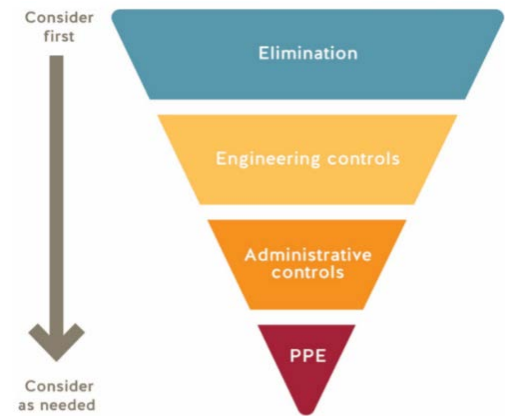 Consider
first
Elimination
Engineering controls
Administrative
controls
PPE
Consider
as needed